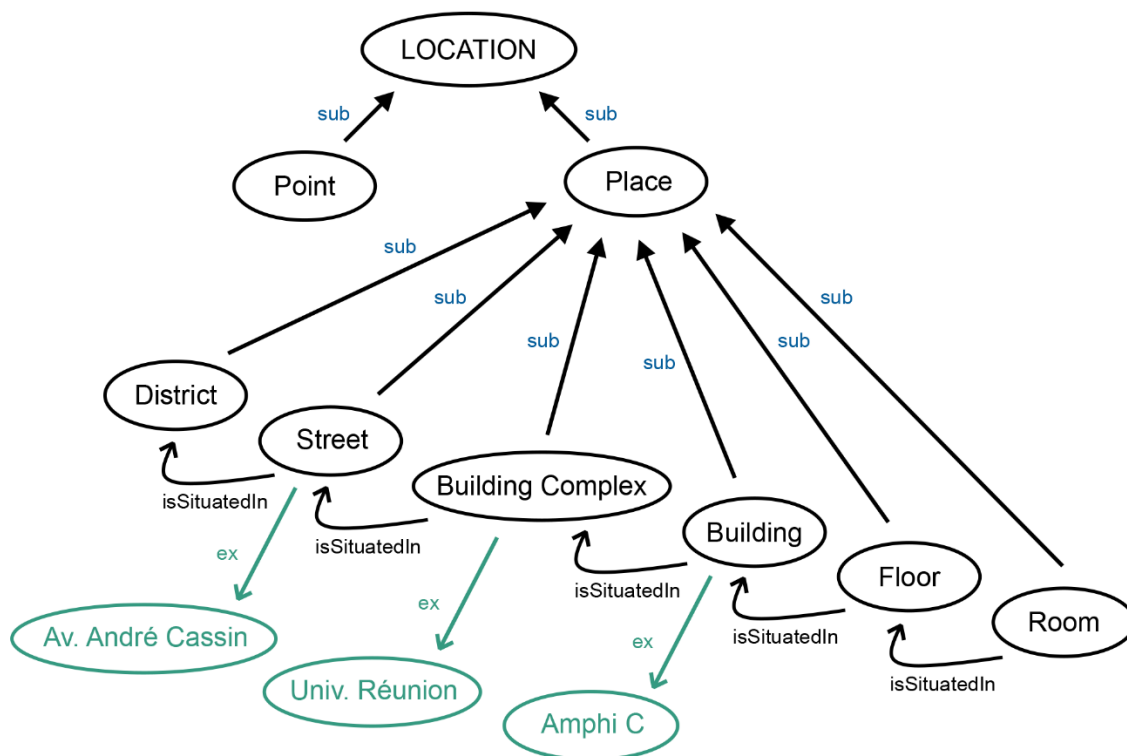 LOCATION
sub
sub
Point
Place
sub
sub
sub
sub
sub
sub
District
Street
Building Complex
Building
Floor
Room
isSituatedIn
isSituatedIn
isSituatedIn
isSituatedIn
isSituatedIn
ex
ex
ex
Av. André Cassin
Univ. Réunion
Amphi C